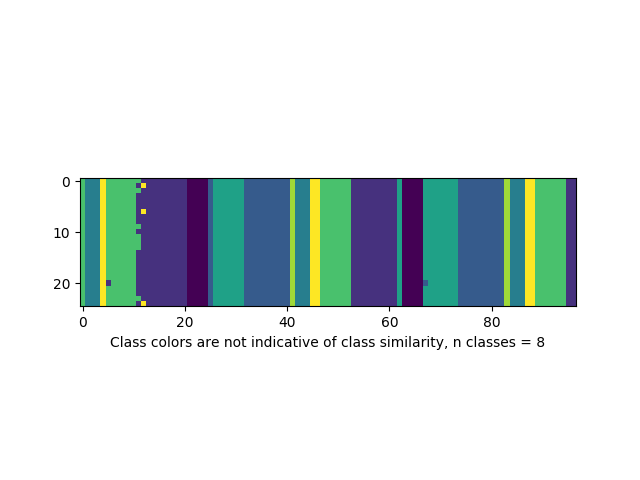 0
10
20
0 20 40 60 80
Class colors are not indicative of class similarity, n classes = 8